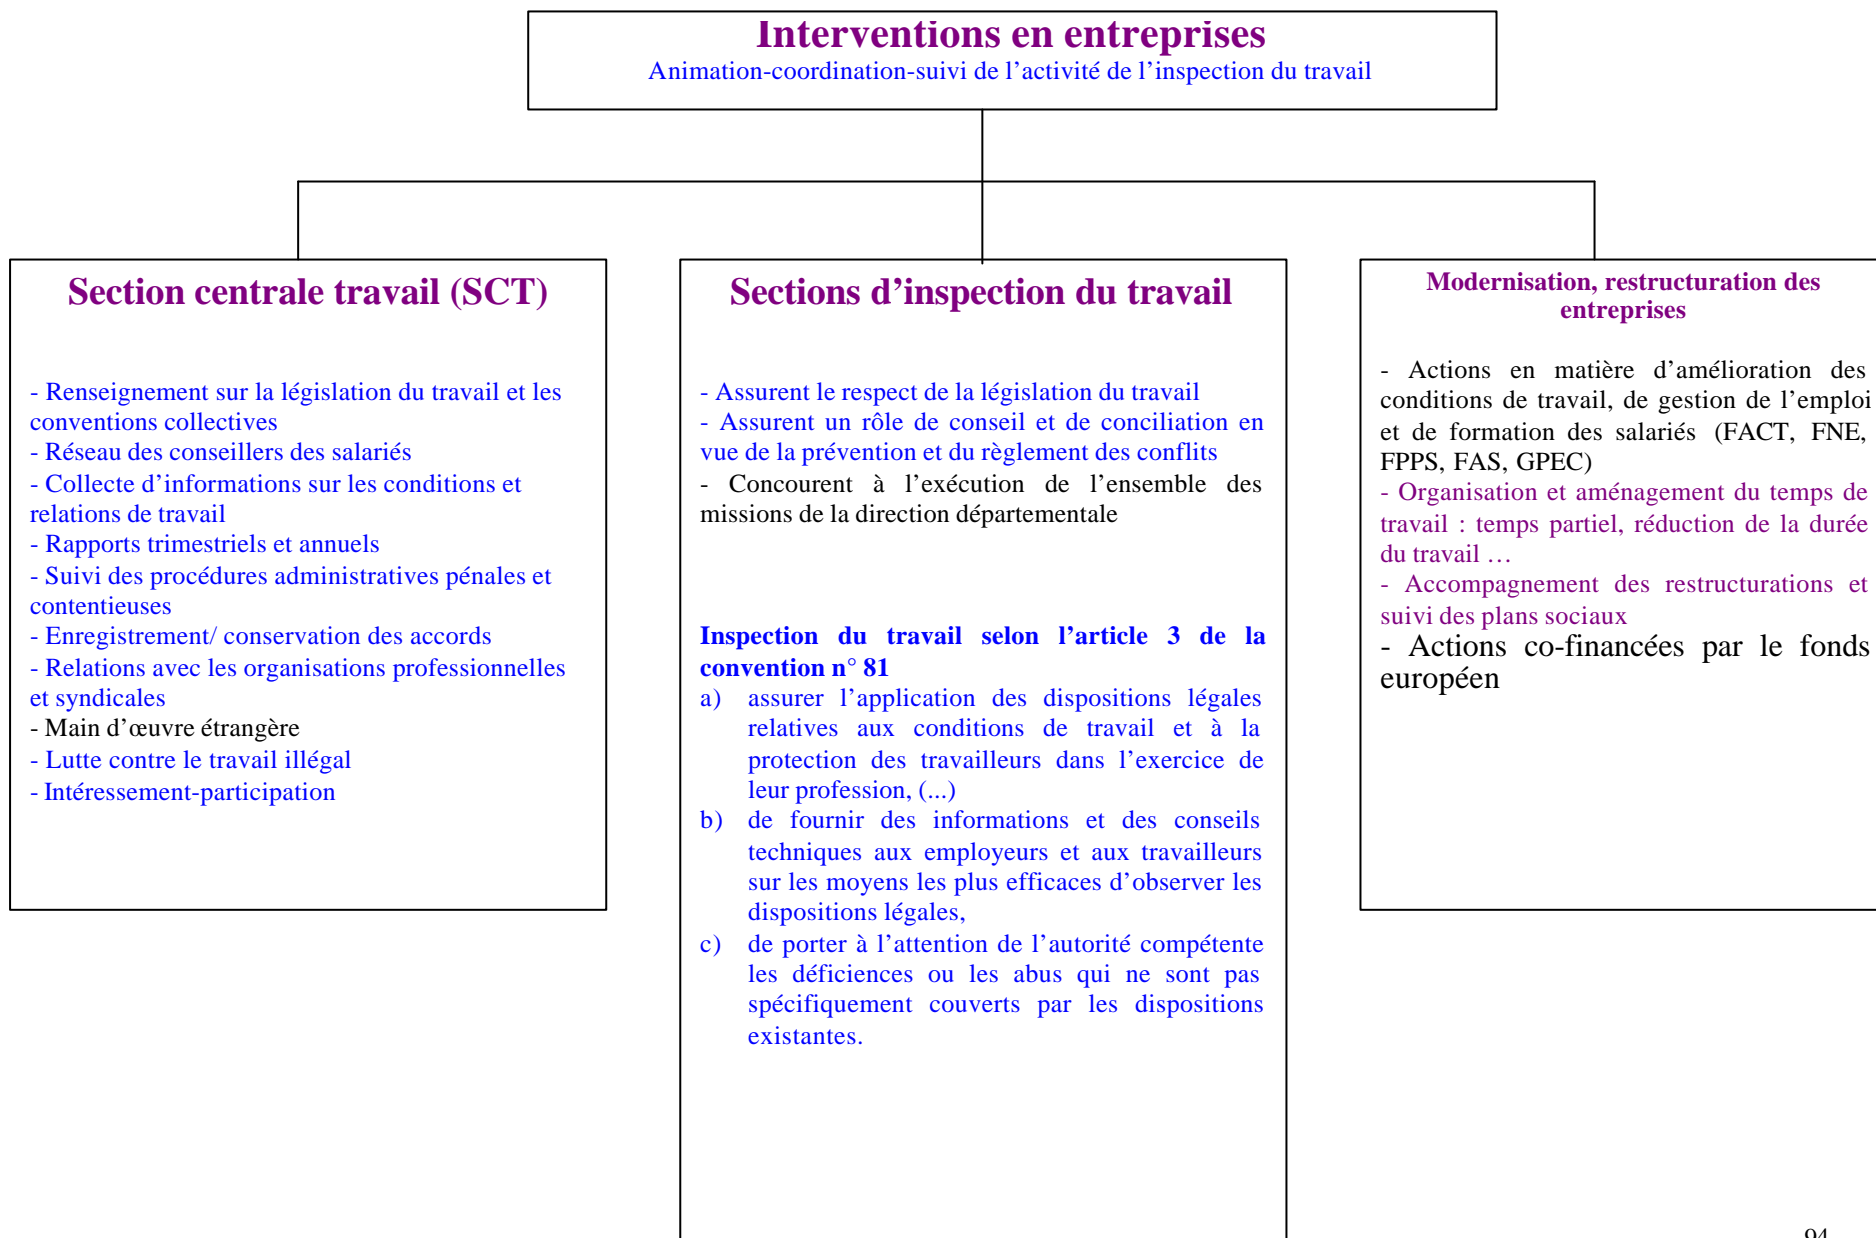 Interventions en entreprises
Animation-coordination-suivi de l’activité de l’inspection du travail
Section centrale travail (SCT)
- Renseignement sur la législation du travail et les
conventions collectives
- Réseau des conseillers des salariés
- Collecte d’informations sur les conditions et
relations de travail
- Rapports trimestriels et annuels
- Suivi des procédures administratives pénales et
contentieuses
- Enregistrement/ conservation des accords
- Relations avec les organisations professionnelles
et syndicales
- Main d’œuvre étrangère
- Lutte contre le travail illégal
- Intéressement-participation
Sections d’inspection du travail
- Assurent le respect de la législation du travail
- Assurent un rôle de conseil et de conciliation en
vue de la prévention et du règlement des conflits
- Concourent à l’exécution de l’ensemble des
missions de la direction départementale
Inspection du travail selon l’article 3 de la
convention n° 81
a) assurer l’application des dispositions légales
relatives aux conditions de travail et à la
protection des travailleurs dans l’exercice de
leur profession, (...)
b) de fournir des informations et des conseils
techniques aux employeurs et aux travailleurs
sur les moyens les plus efficaces d’observer les
dispositions légales,
c) de porter à l’attention de l’autorité compétente
les déficiences ou les abus qui ne sont pas
spécifiquement couverts par les dispositions
existantes.
Modernisation, restructuration des
entreprises
- Actions en matière d’amélioration des
conditions de travail, de gestion de l’emploi
et de formation des salariés (FACT, FNE,
FPPS, FAS, GPEC)
- Organisation et aménagement du temps de
travail : temps partiel, réduction de la durée
du travail …
- Accompagnement des restructurations et
suivi des plans sociaux
- Actions co-financées par le fonds
européen
94